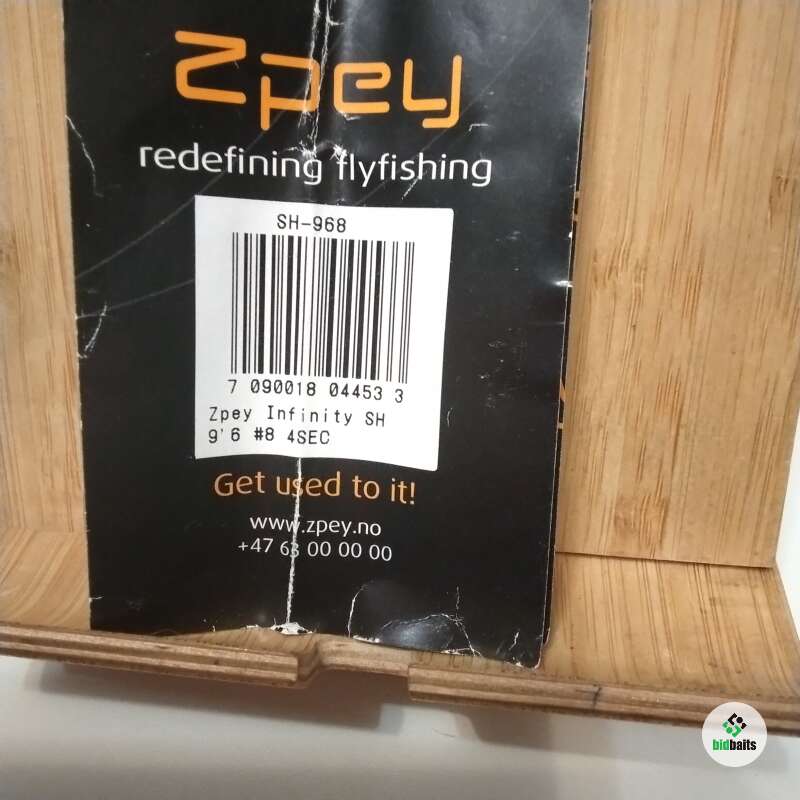 Zpey
redefining flyfishing
SH-968
7 090018 04453 3
Zpey Infinity SH
9'6 #8 4SEC
Get used to it!
www.zpey.no
+47 63 00 00 00
bidbaits